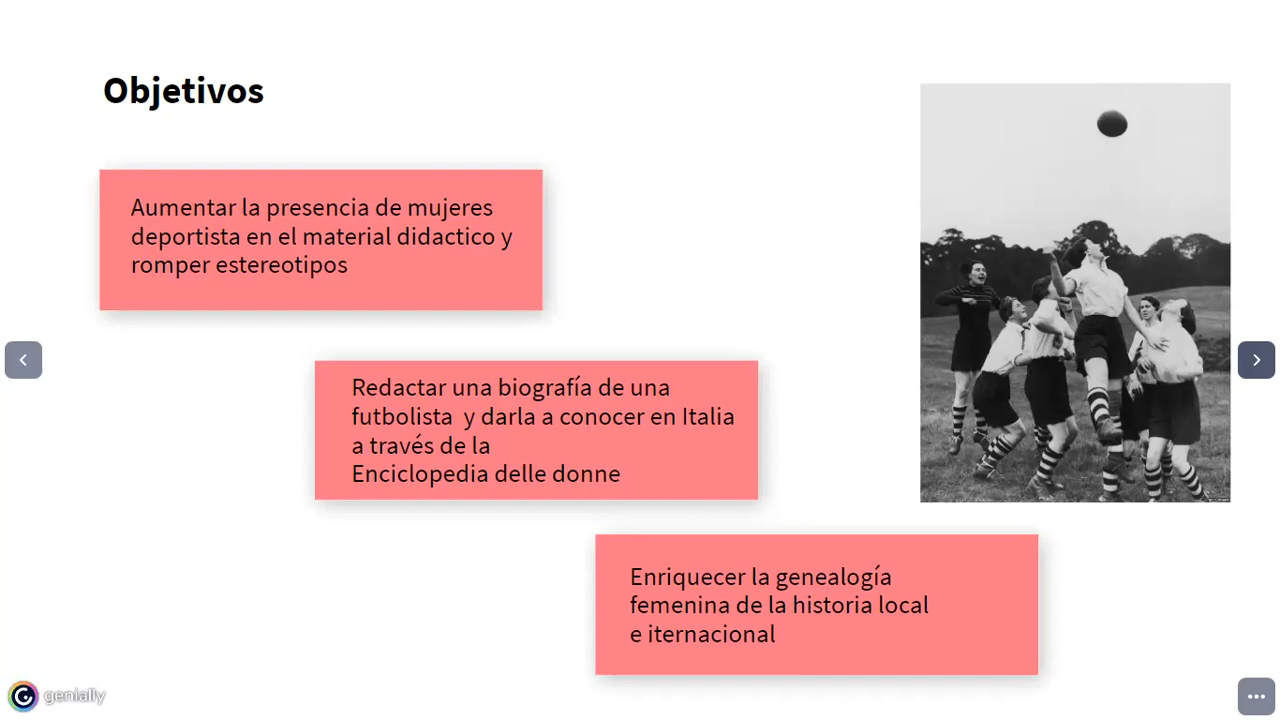 Objetivos
Aumentar la presencia de mujeres
deportista en el material didactico y
romper estereotipos
Redactar una biografía de una
futbolista y darla a conocer en Italia
a través de la
Enciclopedia delle donne
Enriquecer la genealogía
femenina de la historia local
e iternacional
genially